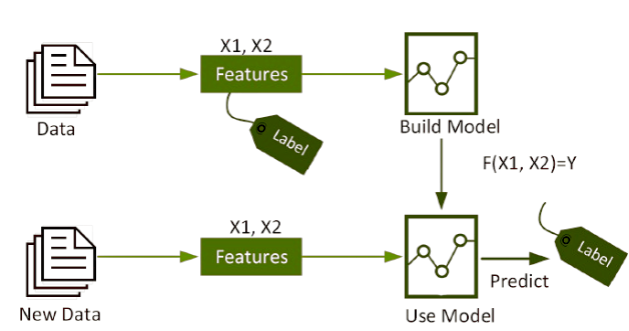 X1, X2
Features
Label
Data
Build Model
F(X1, X2)=Y
X1, X2
Features
Label
Predict
New Data
Use Model